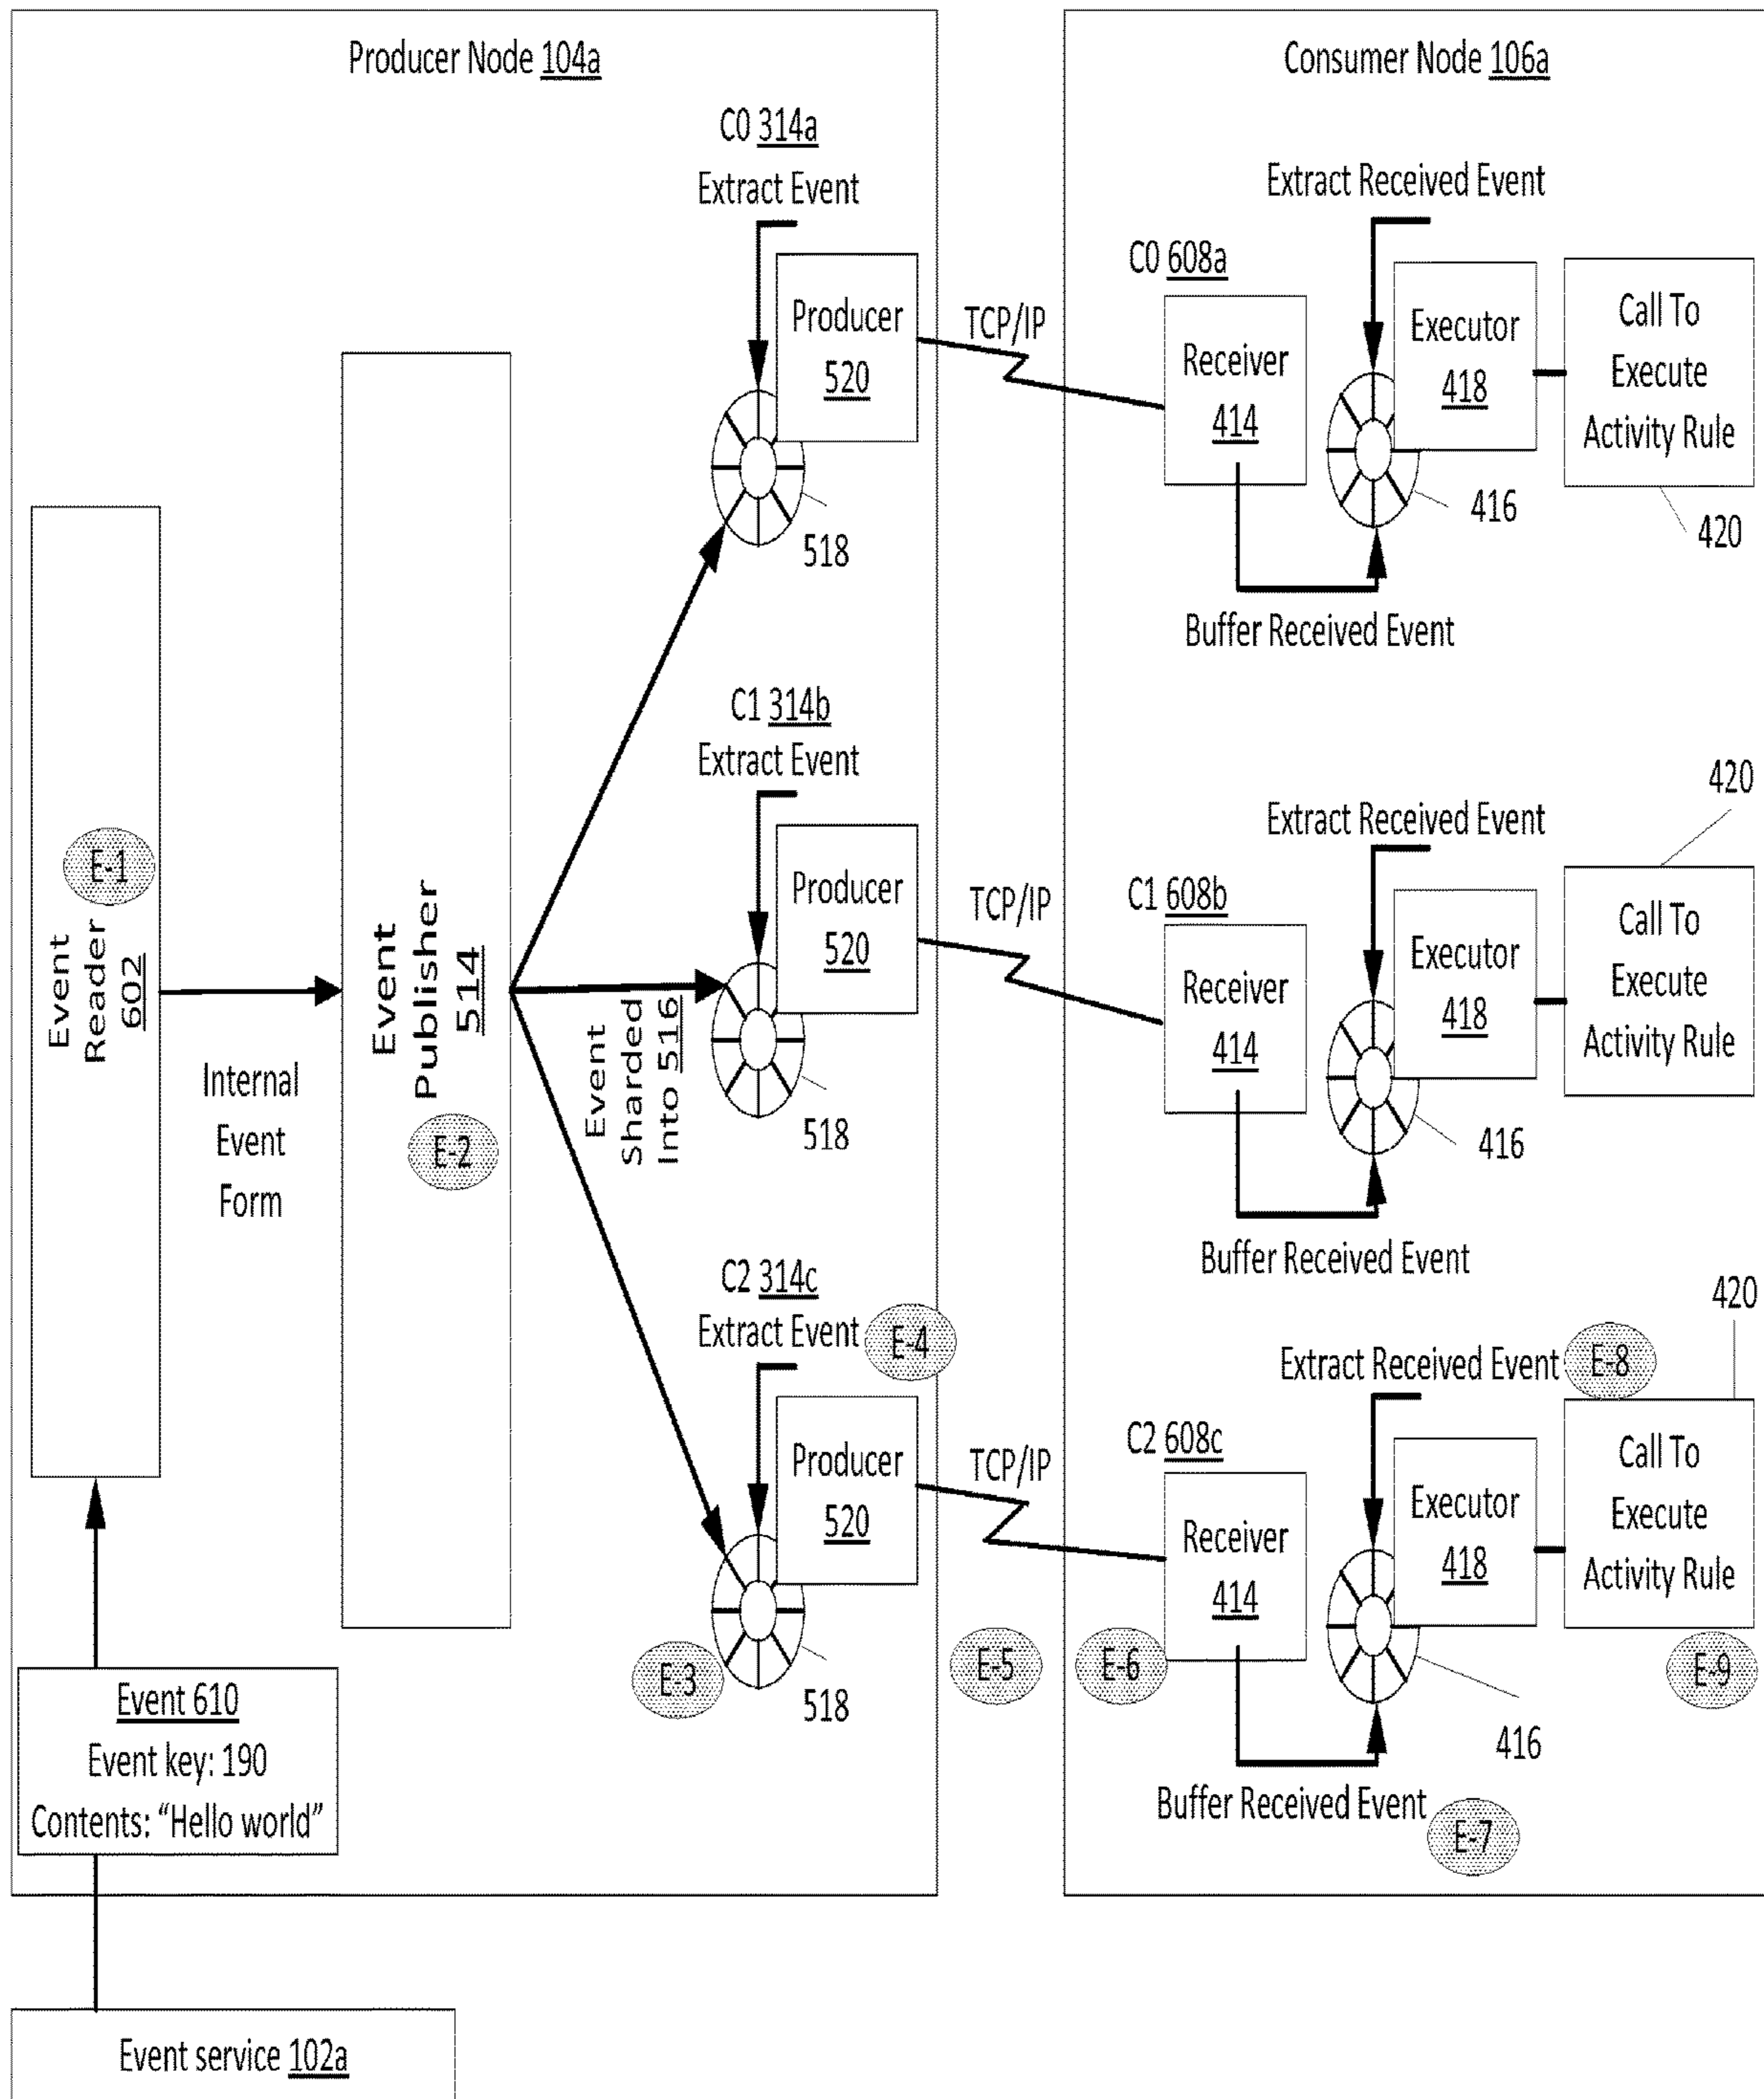 Producer Node 104a
Consumer Node 106a
C0 314a
Extract Event
Producer
520
518
TCP/IP
Extract Received Event
C0 608a
Receiver
414
Executor
418
Call To
Execute
Activity Rule
416
420
Buffer Received Event
E-1
Event
Reader
602
Internal
Event
Form
Event
Publisher
514
E-2
Event
Sharded
Into 516
C1 314b
Extract Event
Producer
520
518
TCP/IP
Extract Received Event
C1 608b
Receiver
414
Executor
418
420
Call To
Execute
Activity Rule
416
Buffer Received Event
C2 314c
Extract Event
E-4
Producer
520
E-3
518
TCP/IP
E-5
Extract Received Event
E-8
420
C2 608c
Receiver
414
E-6
Executor
418
Call To
Execute
Activity Rule
E-9
416
Buffer Received Event
E-7
Event 610
Event key: 190
Contents: “Hello world”
Event service 102a